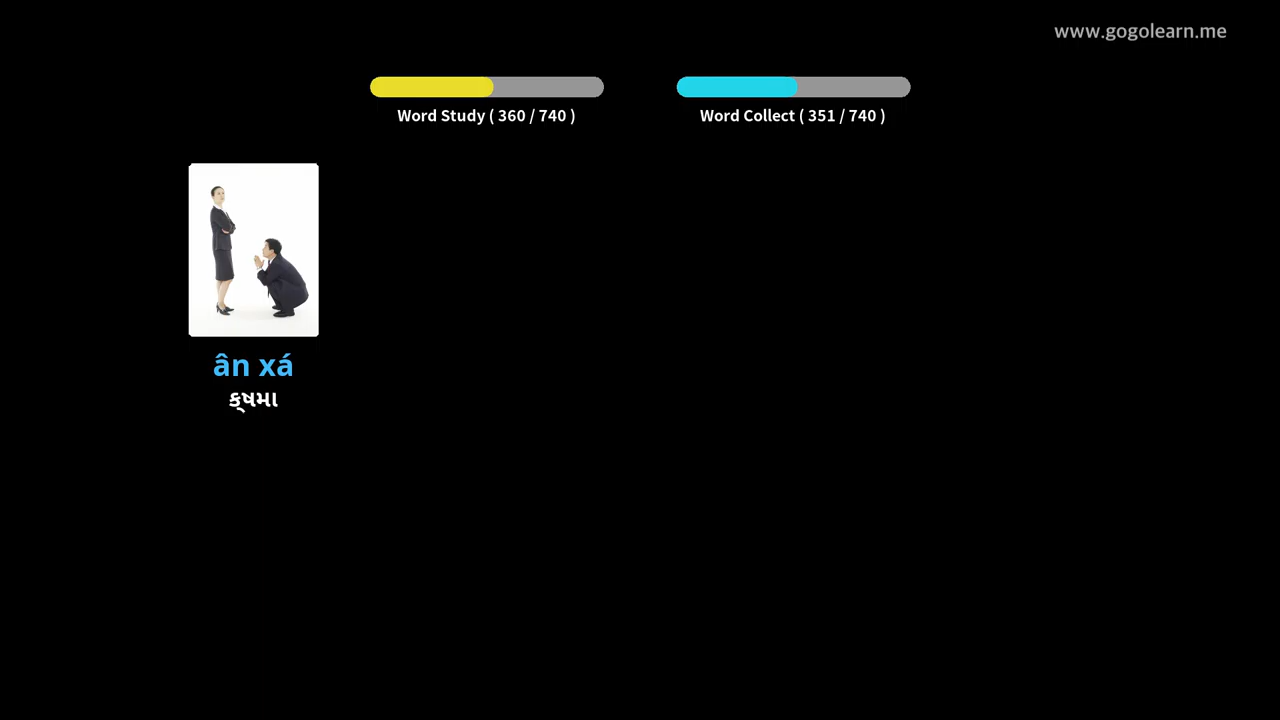 www.gogolearn.me
Word Study ( 360 / 740 )
Word Collect ( 351 / 740 )
ân xá
ક્ષમા